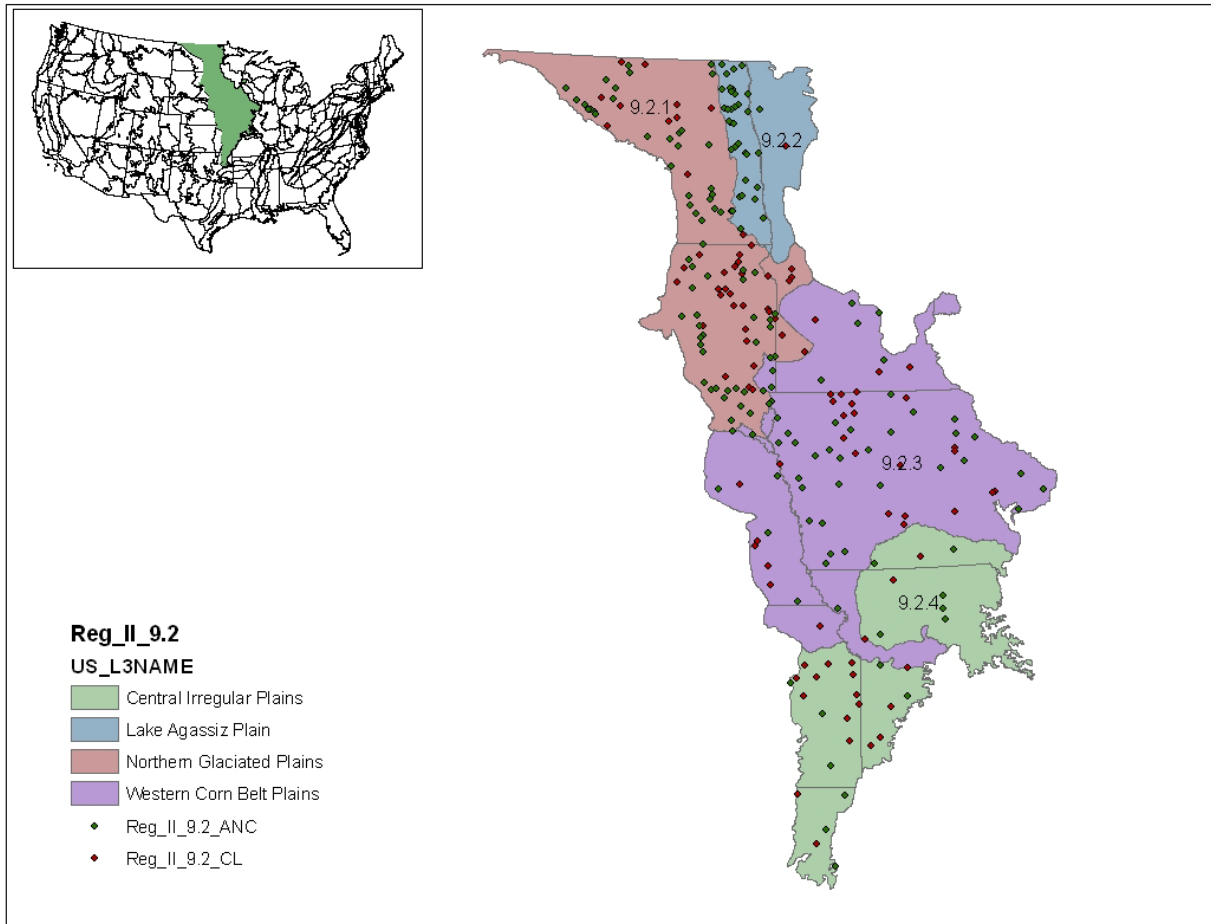 9.2.1
9.2.2
9.2.3
9.2.4
Reg_II_9.2
US_L3NAME
Central Irregular Plains
Lake Agassiz Plain
Northern Glaciated Plains
Western Corn Belt Plains
Reg_II_9.2_ANC
Reg_II_9.2_CL